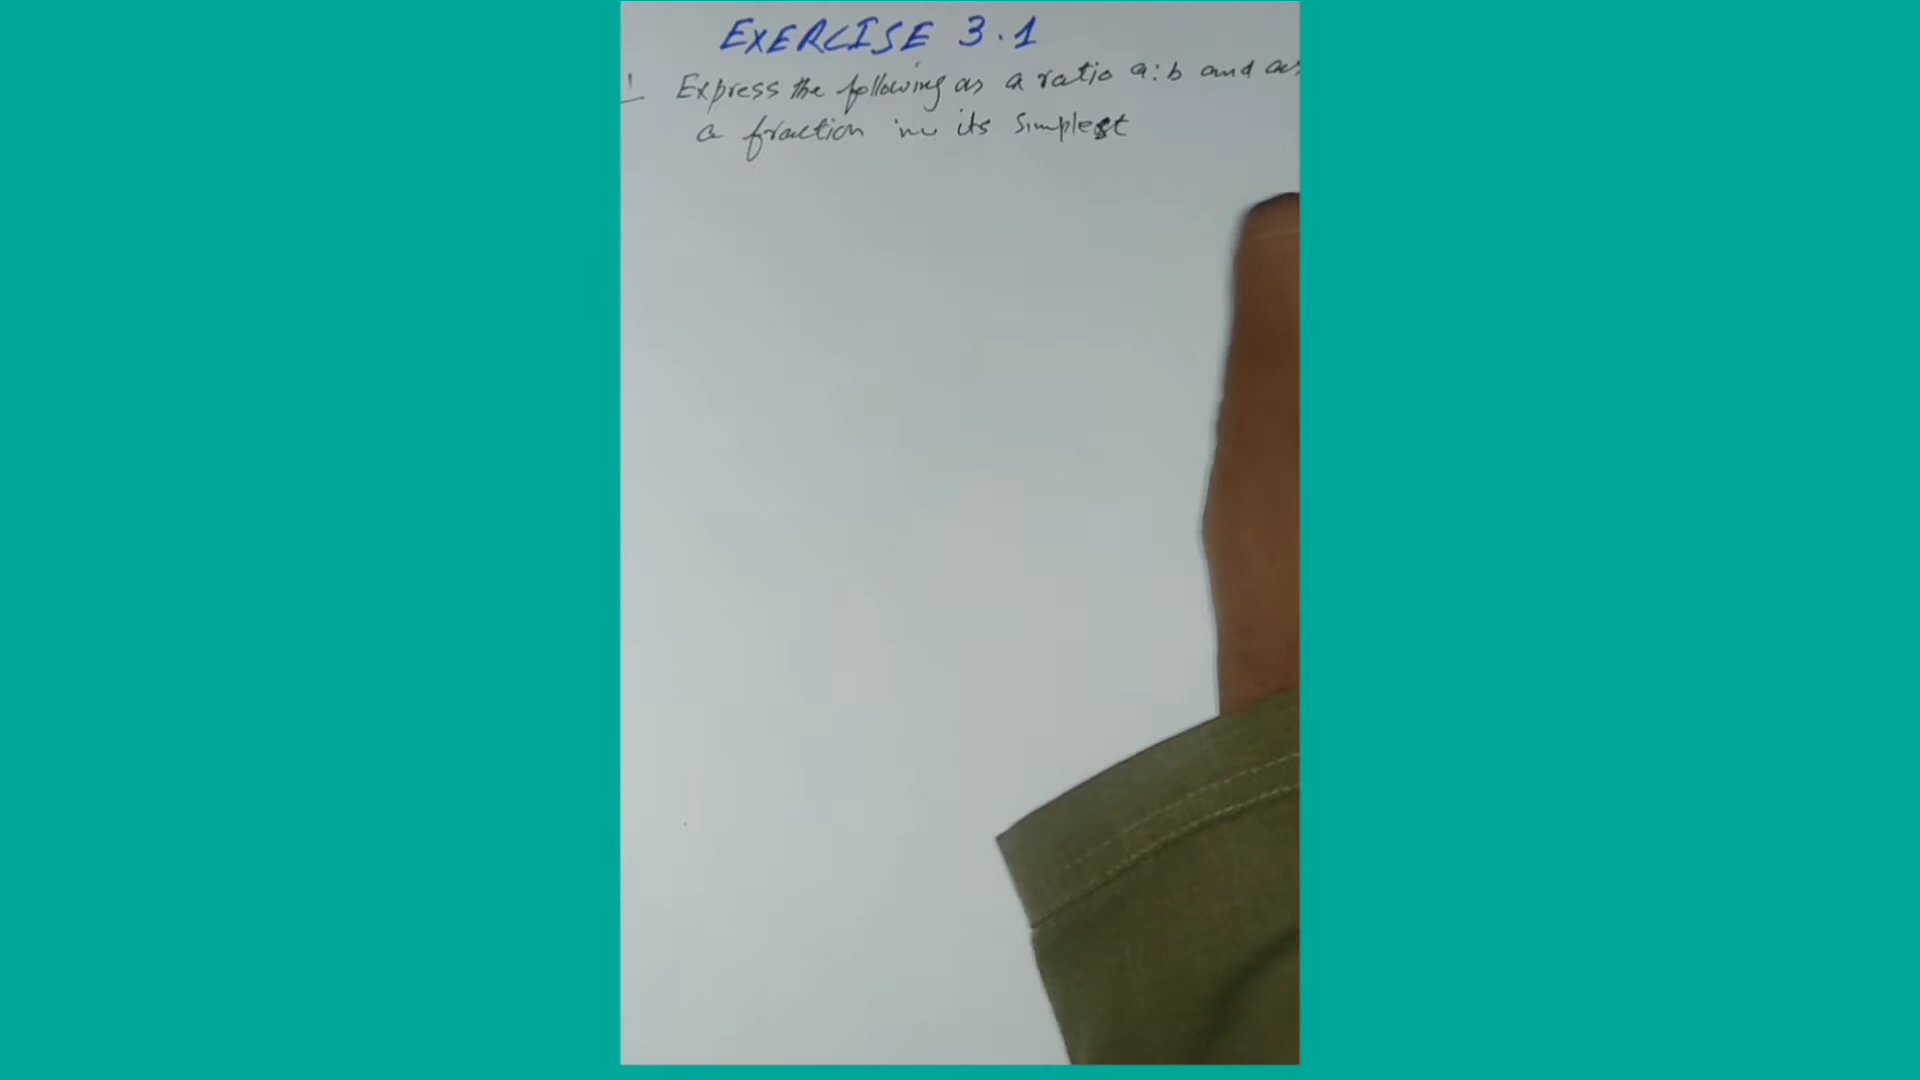 EXERCISE 3.1
1 Express the following as a ratio a:b and as
a fraction in its simplest